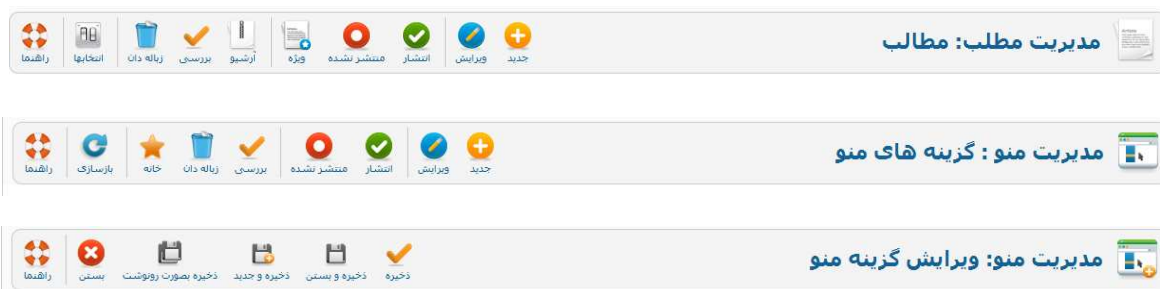 مدیریت مطلب: مطالب
جدید ویرایش انتشار منتشر نشده ویژه آرشیو بررسی زباله دان انتخابها راهنما
مدیریت منو : گزینه های منو
جدید ویرایش انتشار منتشر نشده بررسی زباله دان خانه بازسازی راهنما
مدیریت منو: ویرایش گزینه منو
ذخیره ذخیره و بستن ذخیره و جدید ذخیره بصورت رونوشت بستن راهنما